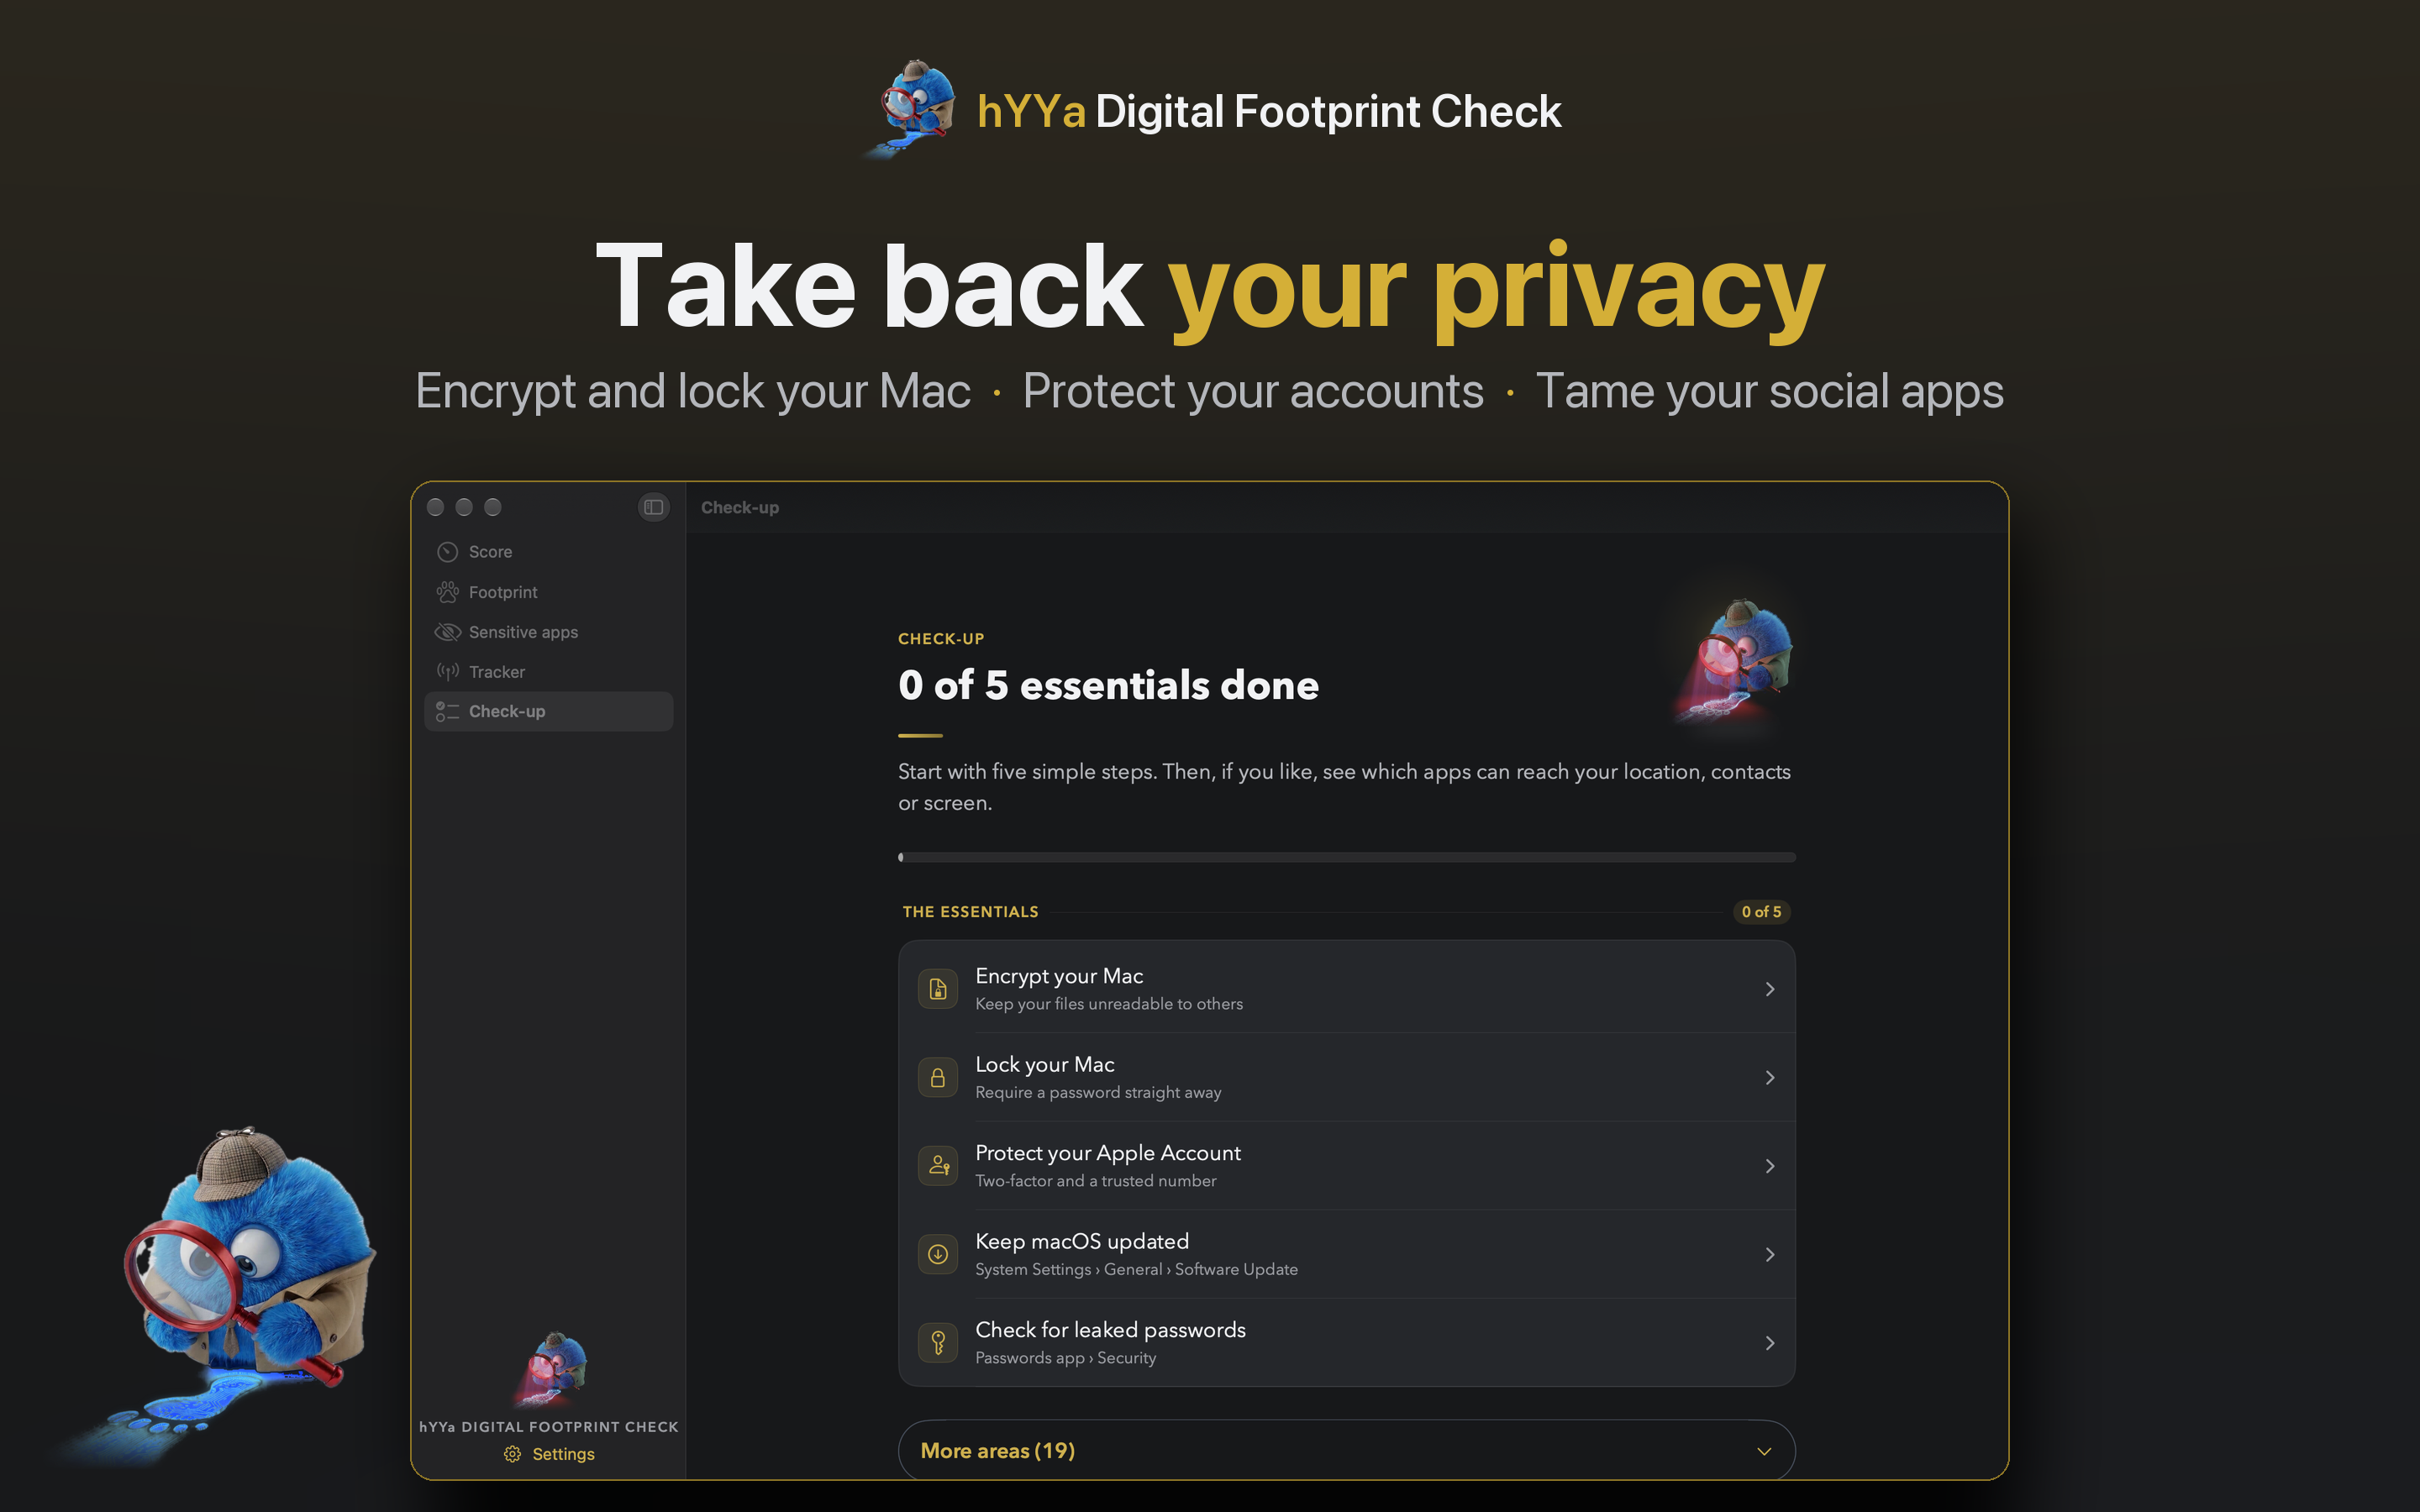 hYYa Digital Footprint Check
Take back your privacy
Encrypt and lock your Mac · Protect your accounts · Tame your social apps
Check-up
Score
Footprint
Sensitive apps
Tracker
Check-up
CHECK-UP
0 of 5 essentials done
Start with five simple steps. Then, if you like, see which apps can reach your location, contacts
or screen.
THE ESSENTIALS
0 of 5
Encrypt your Mac
Keep your files unreadable to others
Lock your Mac
Require a password straight away
Protect your Apple Account
Two-factor and a trusted number
Keep macOS updated
System Settings › General › Software Update
Check for leaked passwords
Passwords app › Security
More areas (19)
hYYa DIGITAL FOOTPRINT CHECK
Settings